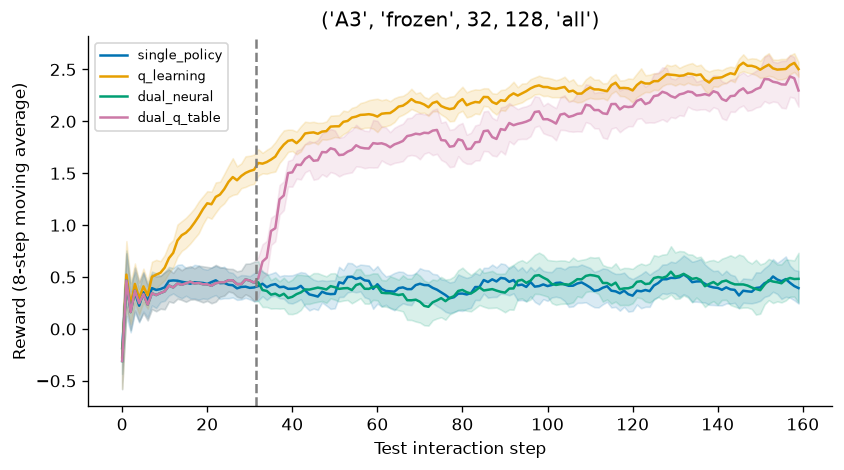 ('A3', 'frozen', 32, 128, 'all')
single_policy
q_learning
dual_neural
dual_q_table
Reward (8-step moving average)
2.5
2.0
1.5
1.0
0.5
0.0
−0.5
0 20 40 60 80 100 120 140 160
Test interaction step